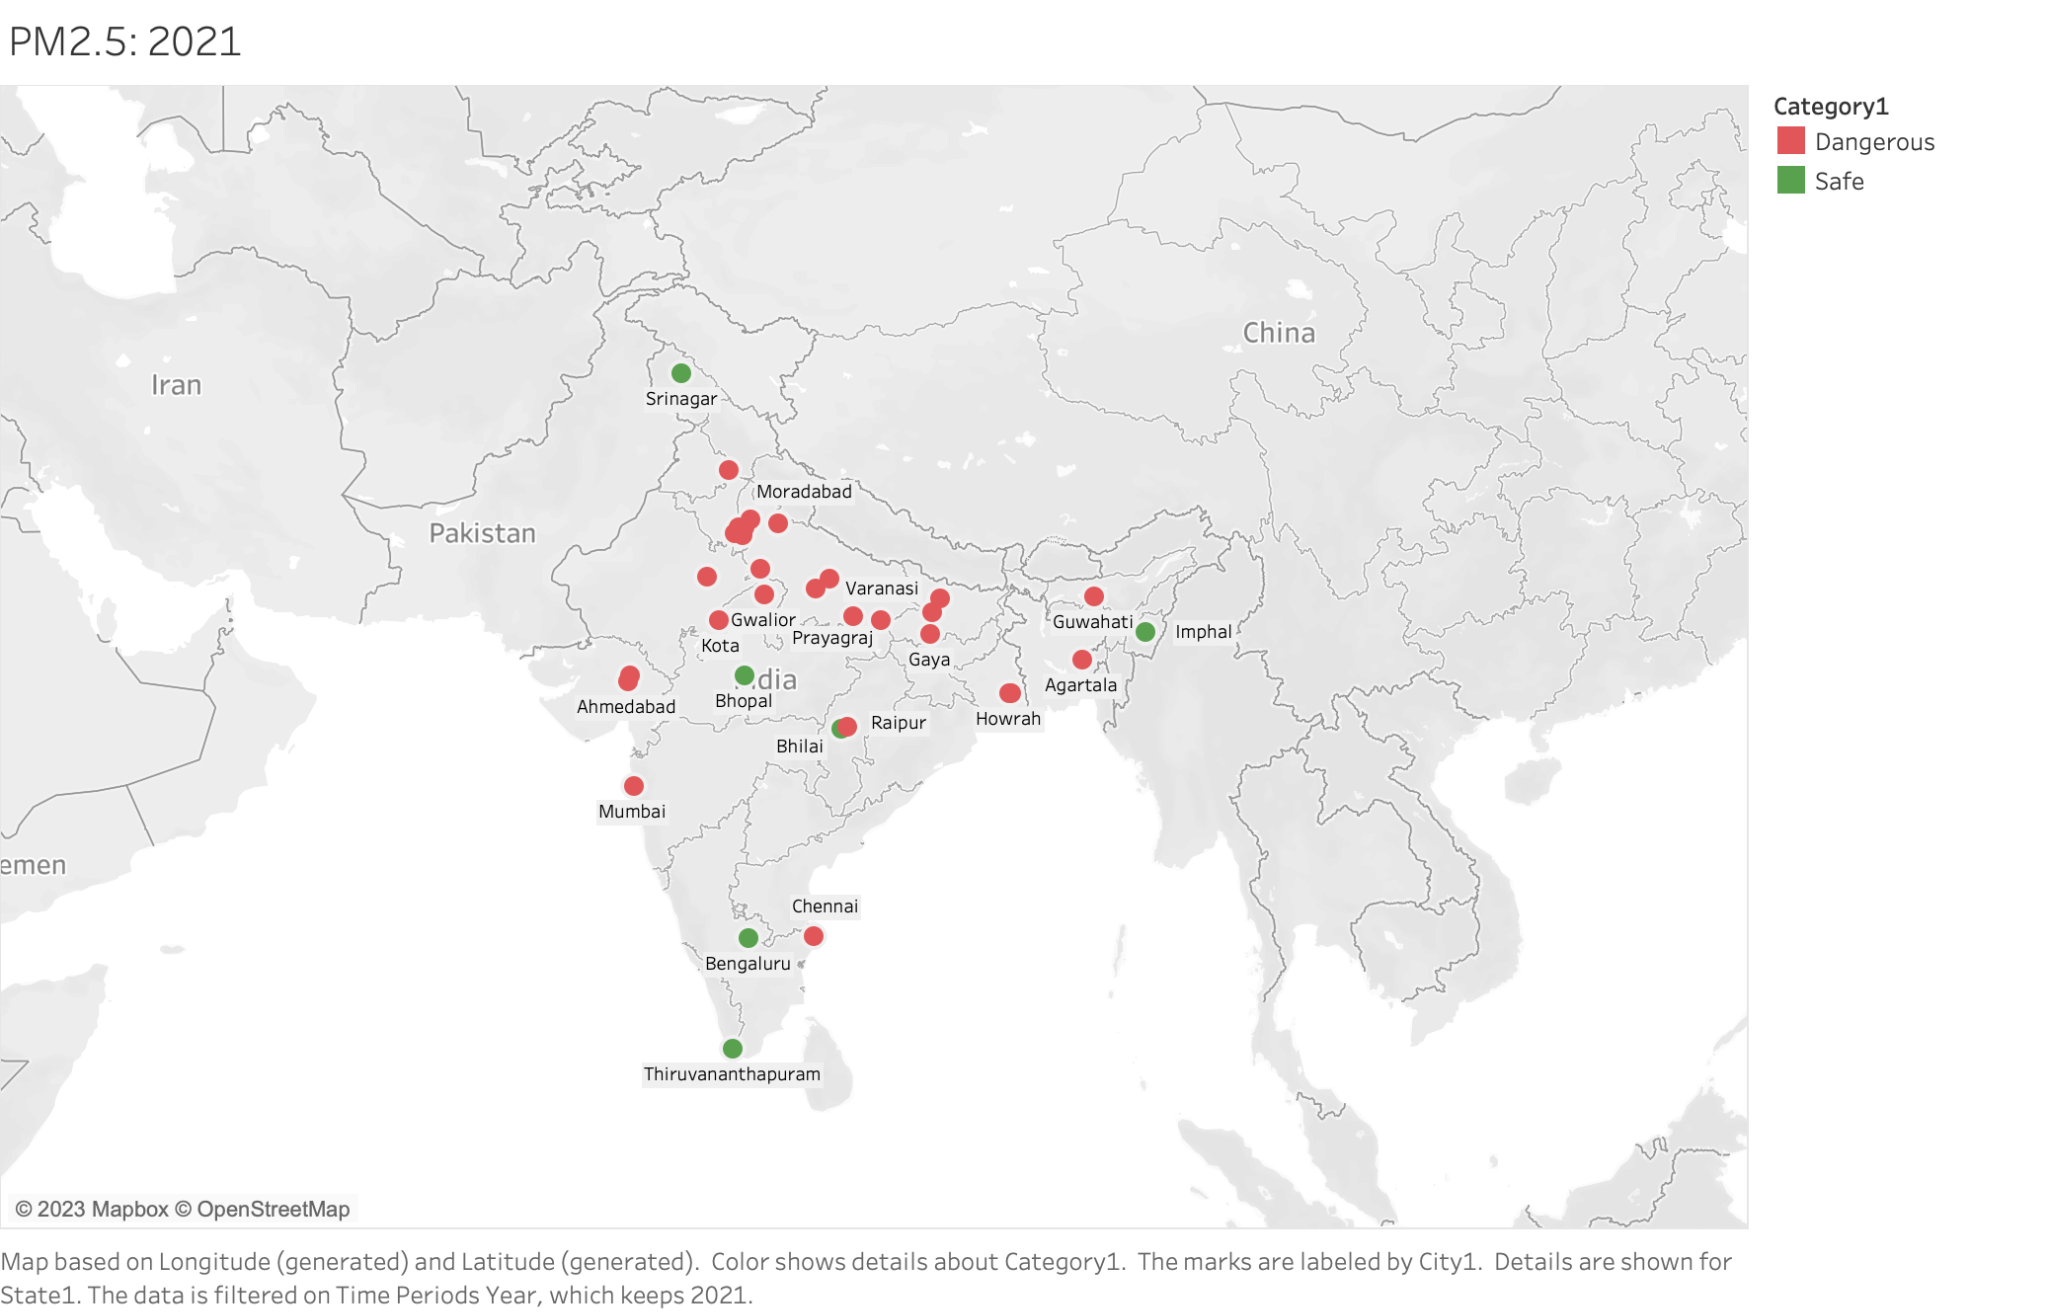 PM2.5: 2021
Category1
Dangerous
Safe
China
Iran
Srinagar
Moradabad
Pakistan
Varanasi
Gwalior
Guwahati
Imphal
Kota
Prayagraj
Gaya
Agartala
ndia
Bhopal
Ahmedabad
Howrah
Raipur
Bhilai
Mumbai
emen
Chennai
Bengaluru
Thiruvananthapuram
© 2023 Mapbox © OpenStreetMap
Map based on Longitude (generated) and Latitude (generated).  Color shows details about Category1.  The marks are labeled by City1.  Details are shown for
State1. The data is filtered on Time Periods Year, which keeps 2021.